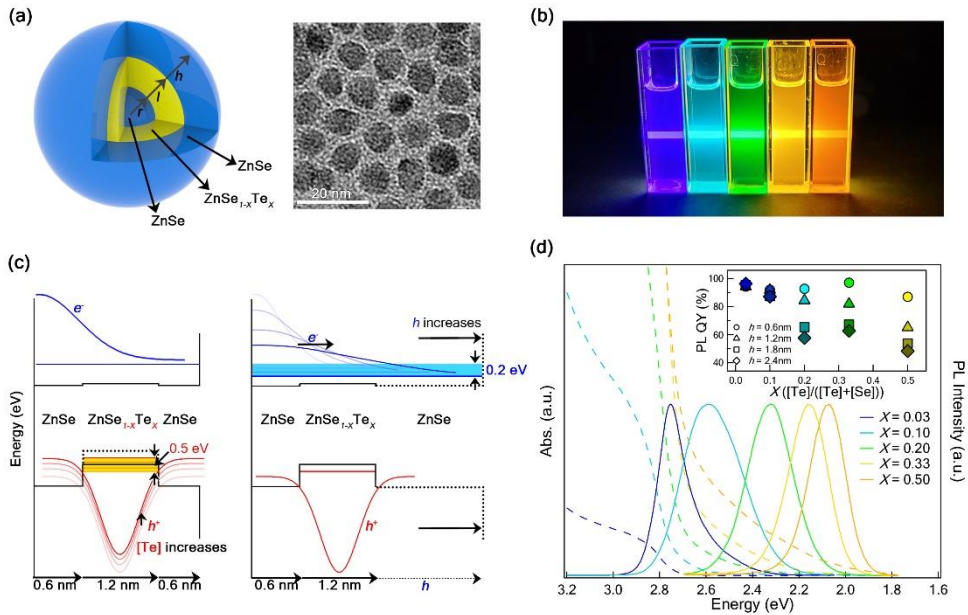 (a)
h
l
r
ZnSe
ZnSe1-XTeX
ZnSe
20 nm
(b)
(c)
Energy (eV)
e-
ZnSe ZnSe1-XTeX ZnSe
0.5 eV
h+
[Te] increases
0.6 nm 1.2 nm 0.6 nm
e-
h increases
0.2 eV
ZnSe ZnSe1-XTeX ZnSe
h+
0.6 nm 1.2 nm h
(d)
Abs. (a.u.)
PL Intensity (a.u.)
PL QY (%)
100
80
60
40
h = 0.6nm
h = 1.2nm
h = 1.8nm
h = 2.4nm
0.0 0.1 0.2 0.3 0.4 0.5
X ([Te]/([Te]+[Se]))
X = 0.03
X = 0.10
X = 0.20
X = 0.33
X = 0.50
3.2 3.0 2.8 2.6 2.4 2.2 2.0 1.8 1.6
Energy (eV)